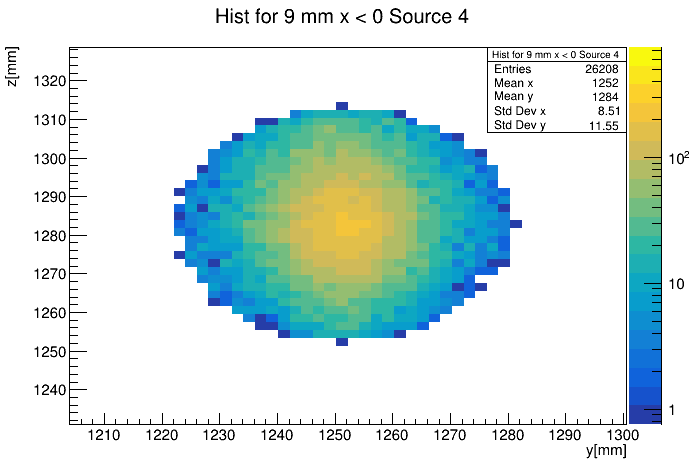 Hist for 9 mm x < 0 Source 4
z[mm]
Hist for 9 mm x < 0 Source 4
Entries 26208
Mean x 1252
Mean y 1284
Std Dev x 8.51
Std Dev y 11.55
1320
1310
1300
1290
1280
1270
1260
1250
1240
10²
10
1
1210 1220 1230 1240 1250 1260 1270 1280 1290 1300
y[mm]